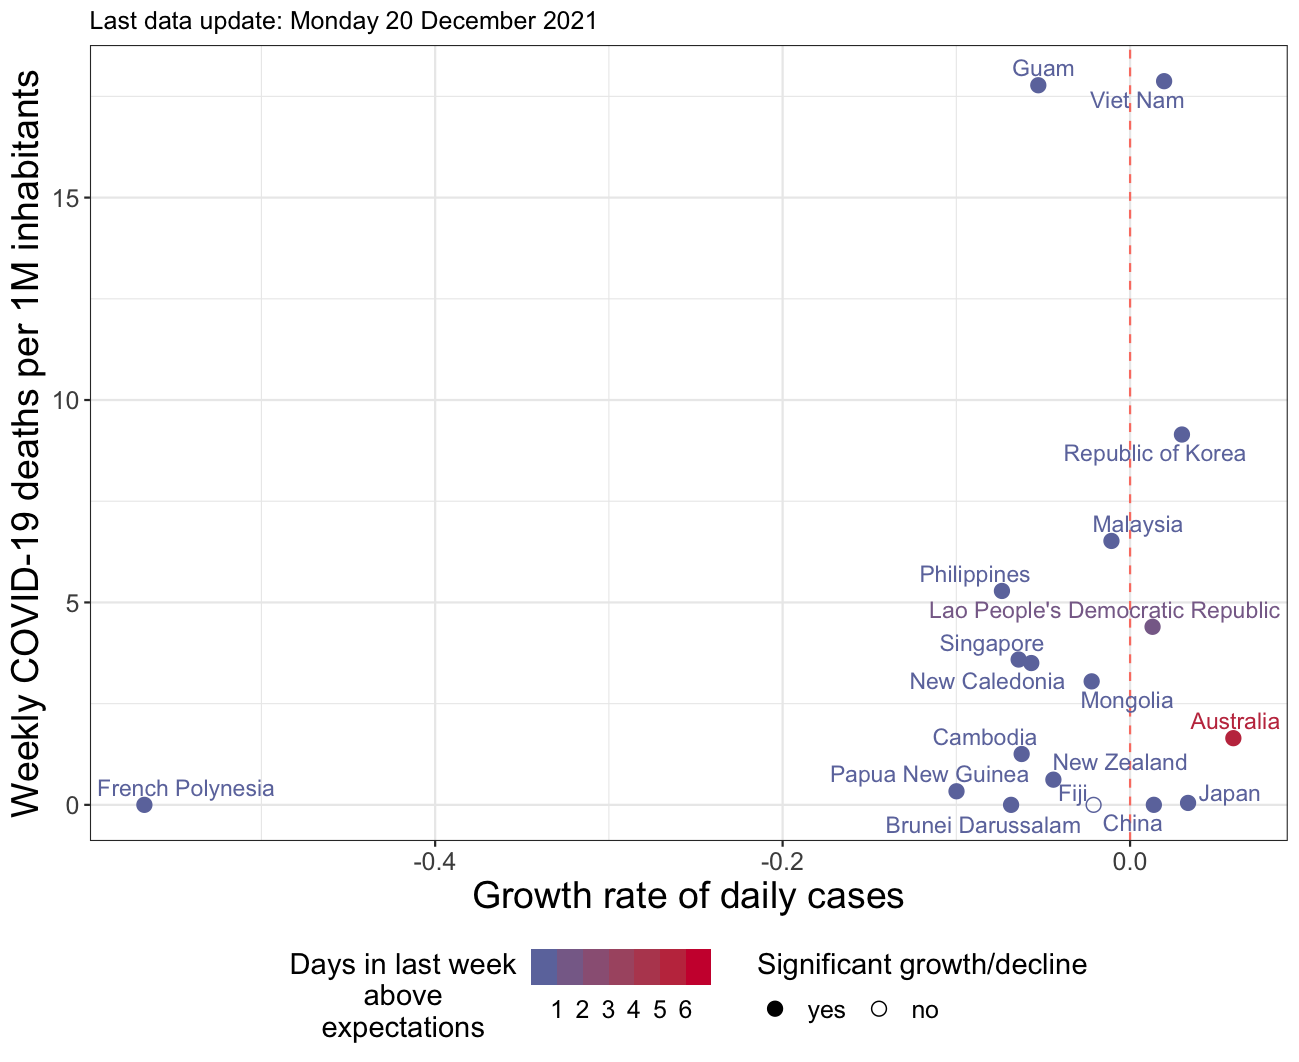 Last data update: Monday 20 December 2021
Weekly COVID-19 deaths per 1M inhabitants
15
10
5
0
Guam
Viet Nam
Republic of Korea
Malaysia
Philippines
Lao People's Democratic Republic
Singapore
New Caledonia
Mongolia
Australia
Cambodia
New Zealand
Papua New Guinea
French Polynesia
Fiji
Japan
Brunei Darussalam
China
-0.4
-0.2
0.0
Growth rate of daily cases
Days in last week
above
expectations
1 2 3 4 5 6
Significant growth/decline
yes
no